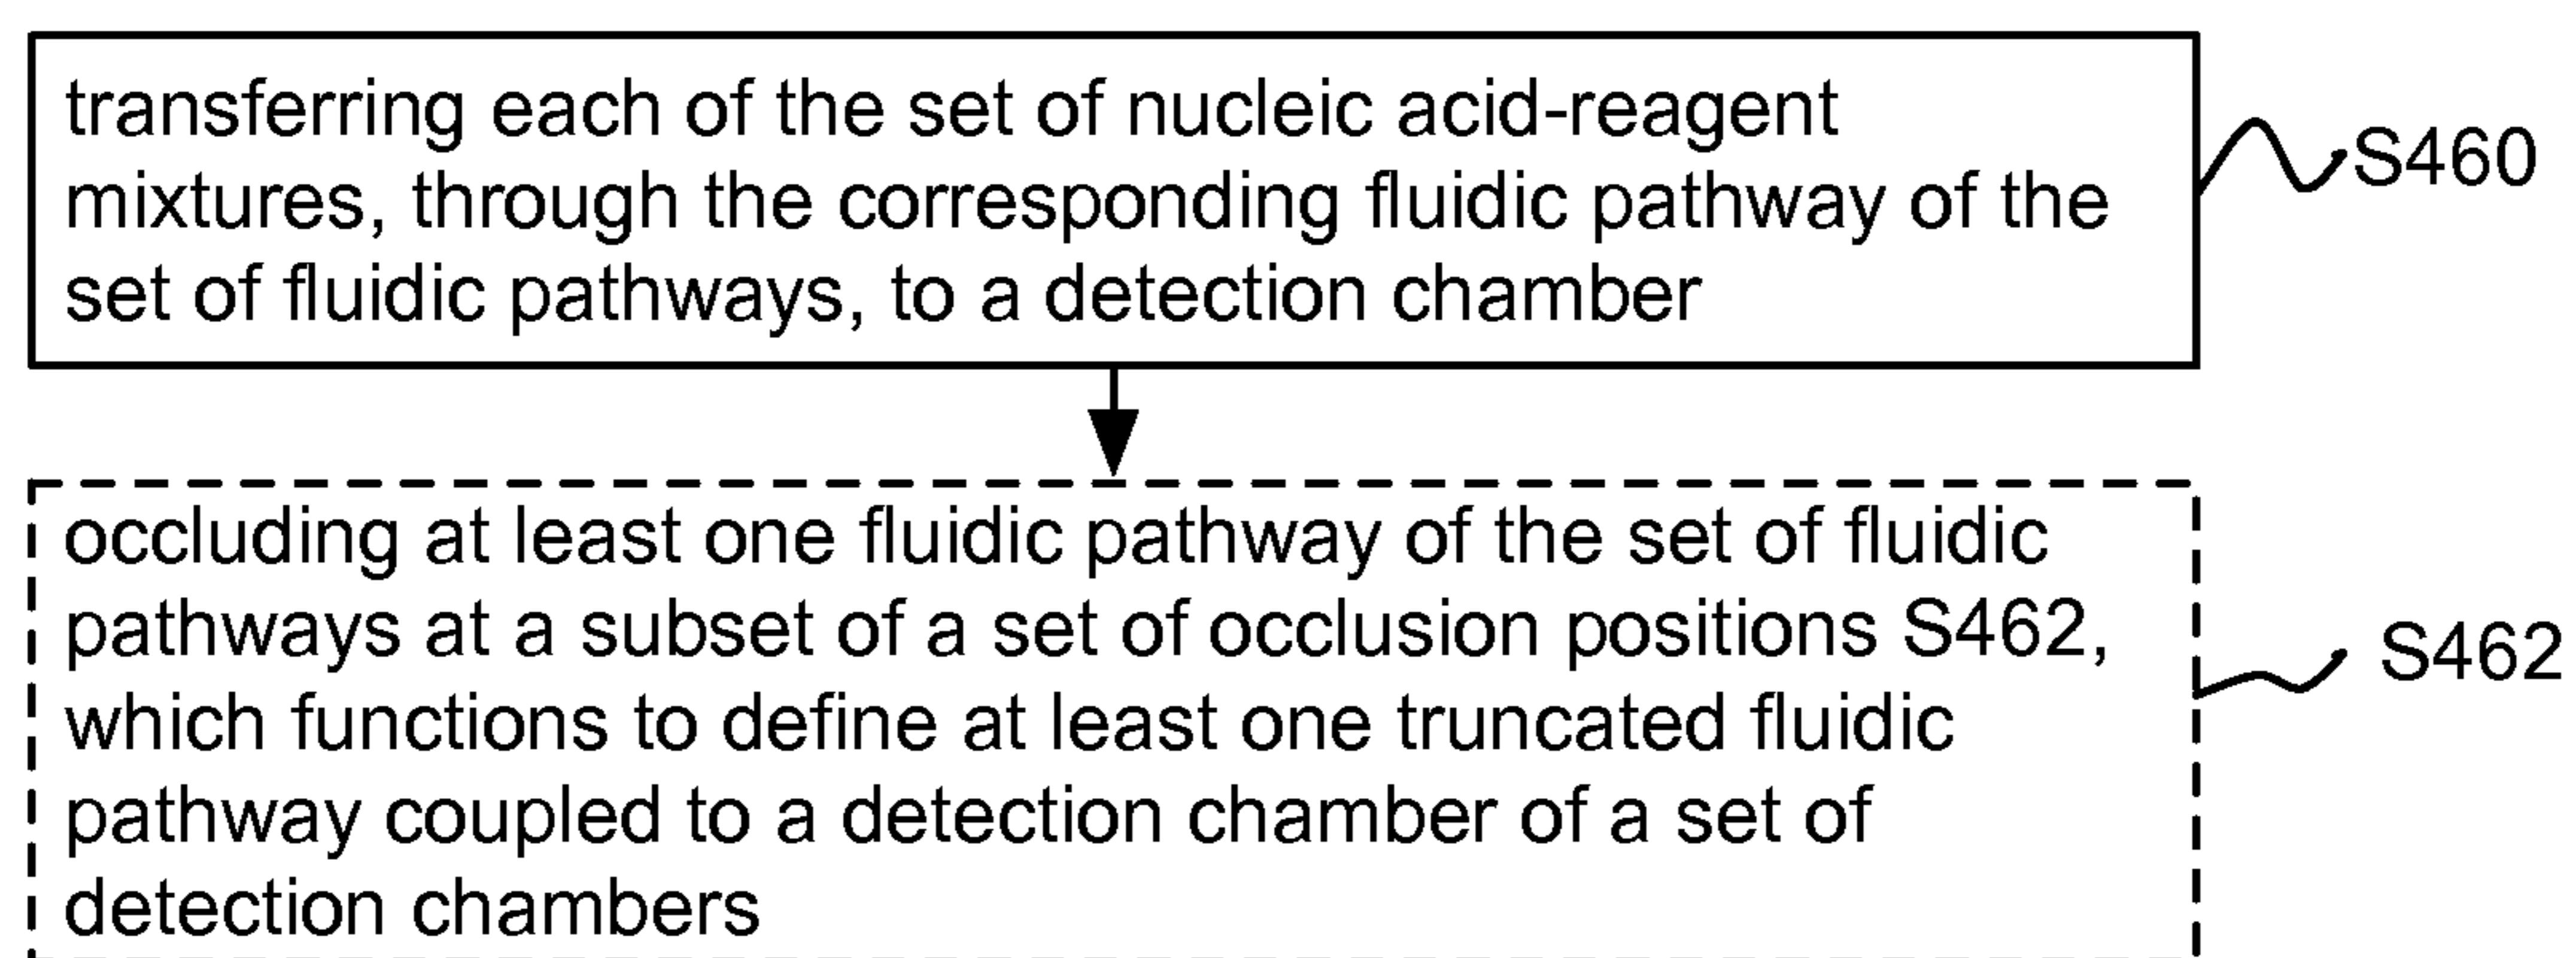 transferring each of the set of nucleic acid-reagent
mixtures, through the corresponding fluidic pathway of the
set of fluidic pathways, to a detection chamber
S460
occluding at least one fluidic pathway of the set of fluidic
pathways at a subset of a set of occlusion positions S462,
which functions to define at least one truncated fluidic
pathway coupled to a detection chamber of a set of
detection chambers
S462